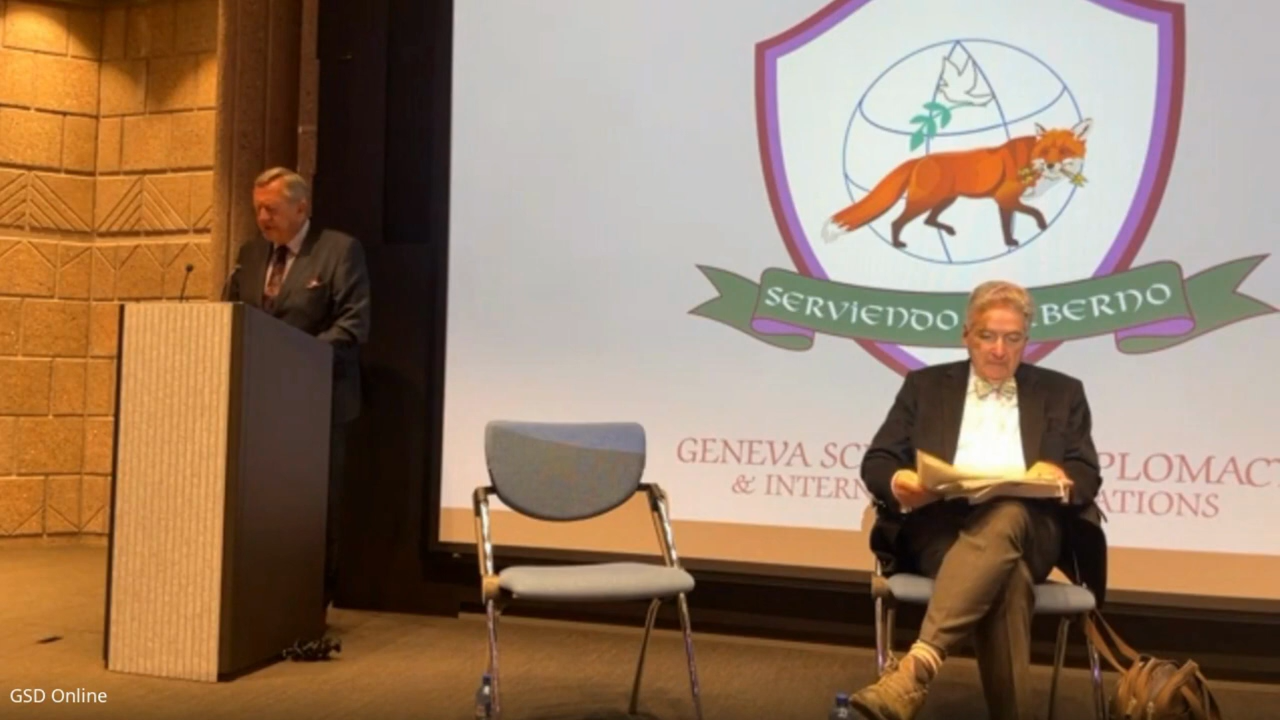 SERVIENDO BERNO
GENEVA SC PLOMAC
& INTERN ATIONS
GSD Online